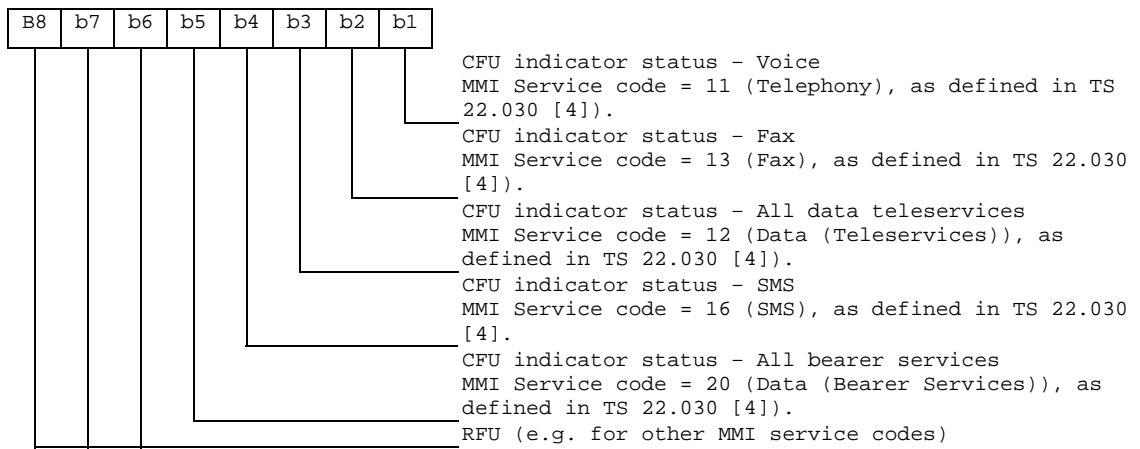 B8 b7 b6 b5 b4 b3 b2 b1
CFU indicator status – Voice
MMI Service code = 11 (Telephony), as defined in TS
22.030 [4]).
CFU indicator status – Fax
MMI Service code = 13 (Fax), as defined in TS 22.030
[4]).
CFU indicator status – All data teleservices
MMI Service code = 12 (Data (Teleservices)), as
defined in TS 22.030 [4]).
CFU indicator status – SMS
MMI Service code = 16 (SMS), as defined in TS 22.030
[4].
CFU indicator status – All bearer services
MMI Service code = 20 (Data (Bearer Services)), as
defined in TS 22.030 [4]).
RFU (e.g. for other MMI service codes)